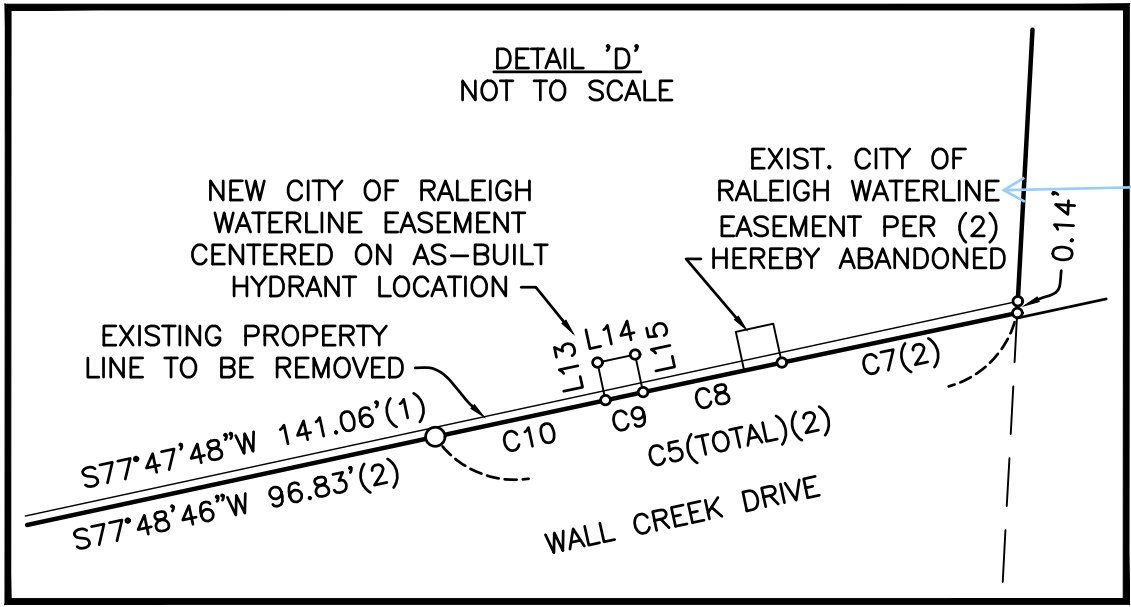 DETAIL 'D'
NOT TO SCALE
EXIST. CITY OF
RALEIGH WATERLINE
EASEMENT PER (2)
HEREBY ABANDONED
0.14'
NEW CITY OF RALEIGH
WATERLINE EASEMENT
CENTERED ON AS-BUILT
HYDRANT LOCATION
EXISTING PROPERTY
LINE TO BE REMOVED
L13
L14
L15
C7(2)
C8
C9
C10
S77°47'48"W 141.06'(1)
S77°48'46"W 96.83'(2)
C5(TOTAL)(2)
WALL CREEK DRIVE